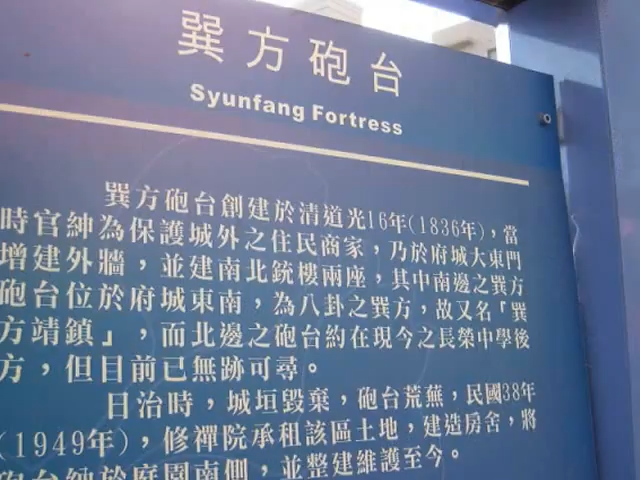 巽方砲台
Syunfang Fortress
巽方砲台創建於清道光16年(1836年)，當
時官紳為保護城外之住民商家，乃於府城大東門
增建外牆，並建南北銃樓兩座，其中南邊之巽方
砲台位於府城東南，為八卦之巽方，故又名「巽
方靖鎮」，而北邊之砲台約在現今之長榮中學後
方，但目前已無跡可尋。
日治時，城垣毀棄，砲台荒蕪，民國38年
(1949年)，修禪院承租該區土地，建造房舍，將
砲台納於庭園南側，並整建維護至今。